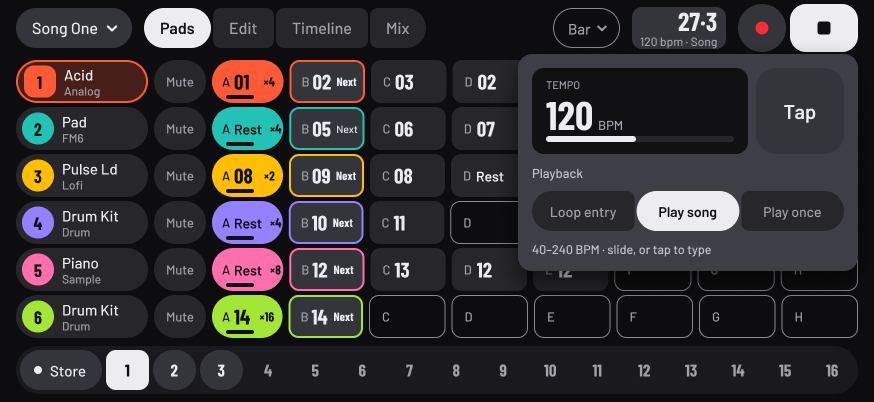 Song One
Pads
Edit
Timeline
Mix
Bar
27·3
120 bpm · Song
1
Acid
Analog
Mute
A 01 ×4
B 02 Next
C 03
D 02
2
Pad
FM6
Mute
A Rest ×4
B 05 Next
C 06
D 07
3
Pulse Ld
Lofi
Mute
A 08 ×2
B 09 Next
C 08
D Rest
4
Drum Kit
Drum
Mute
A Rest ×4
B 10 Next
C 11
D
5
Piano
Sample
Mute
A Rest ×8
B 12 Next
C 13
D 12
6
Drum Kit
Drum
Mute
A 14 ×16
B 14 Next
C
D
E
F
G
H
TEMPO
120 BPM
Tap
Playback
Loop entry
Play song
Play once
40–240 BPM · slide, or tap to type
Store
1
2
3
4
5
6
7
8
9
10
11
12
13
14
15
16